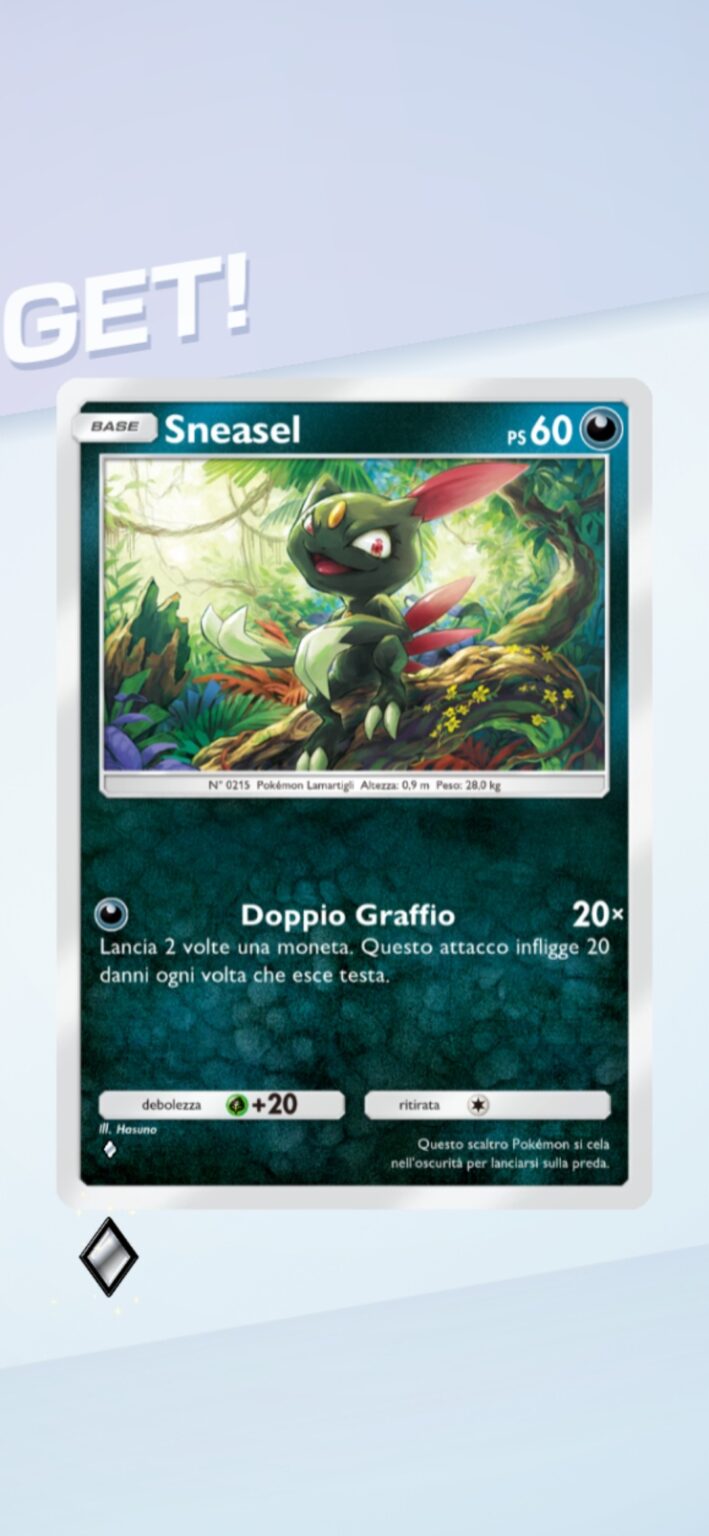 GET!
BASE Sneasel PS 60
N° 0215 Pokémon Lamartigli Altezza: 0,9 m Peso: 28,0 kg
Doppio Graffio 20×
Lancia 2 volte una moneta. Questo attacco infligge 20
danni ogni volta che esce testa.
debolezza +20 ritirata
Ill. Hasuno
Questo scaltro Pokémon si cela
nell'oscurità per lanciarsi sulla preda.